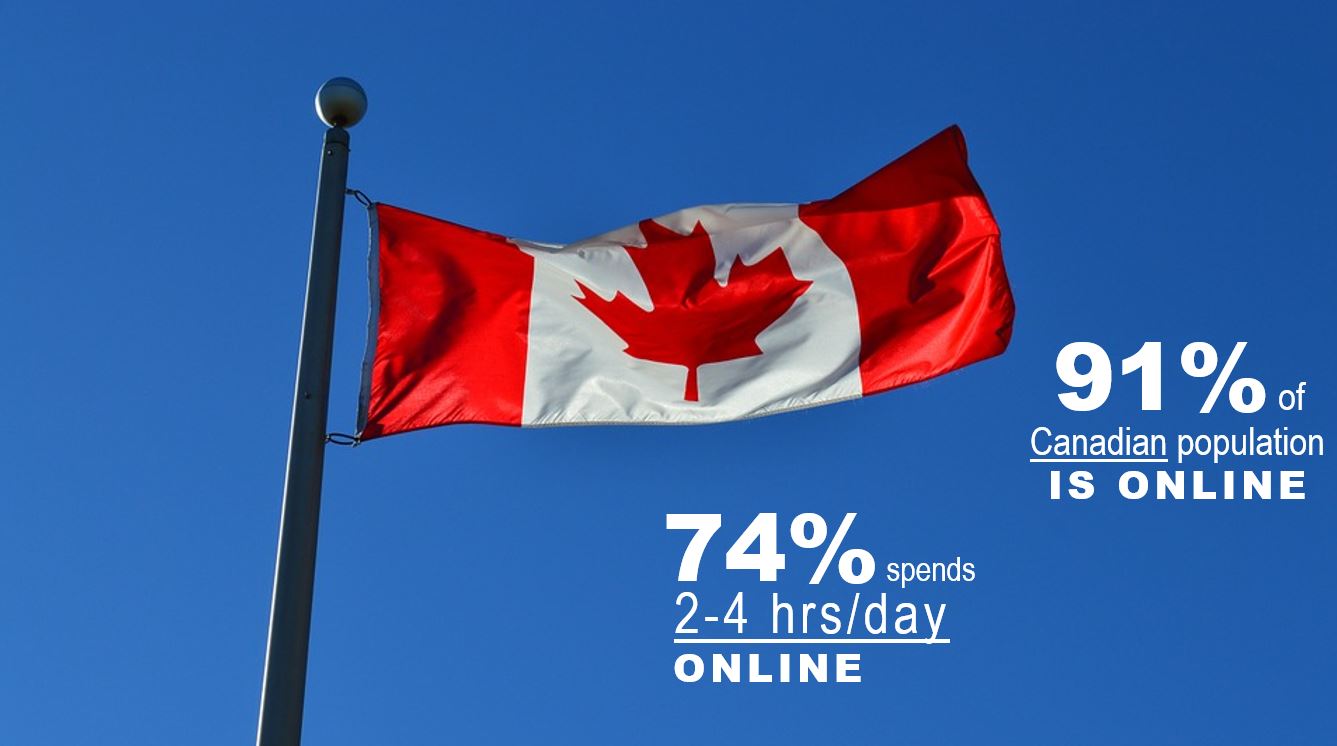 91% of
Canadian population
IS ONLINE
74% spends
2-4 hrs/day
ONLINE